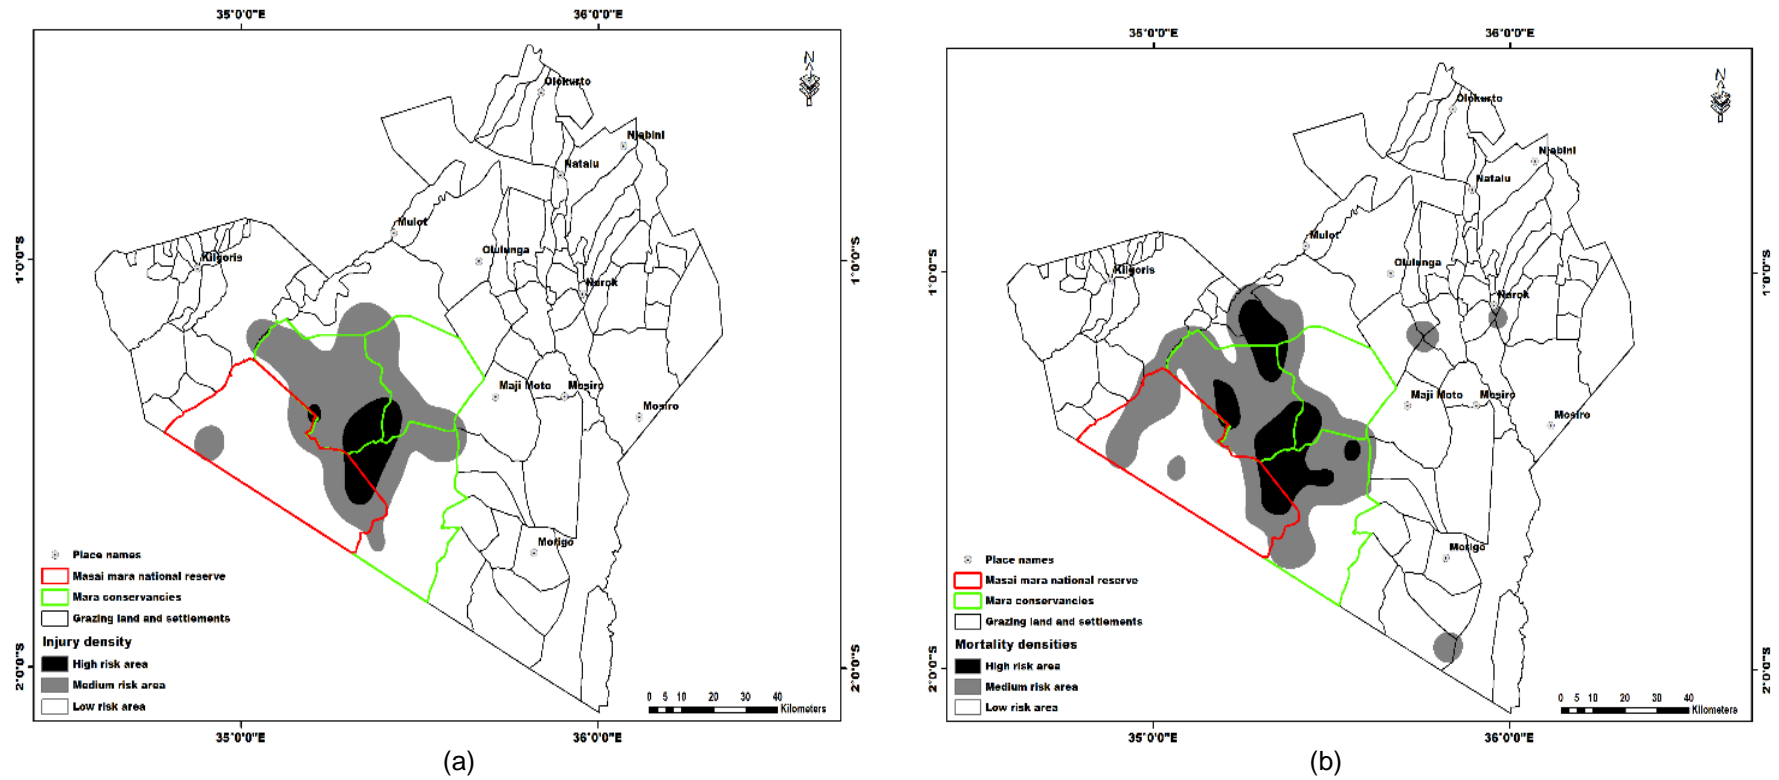 35°0'0"E 36°0'0"E
N
Olokurto
Njabini
Natalu
Mulot
Kilgoris
Olulunga
Narok
1°0'0"S 1°0'0"S
Maji Moto Mosiro
Mosiro
Morigo
Place names
Masai mara national reserve
Mara conservancies
Grazing land and settlements
Injury density
High risk area
Medium risk area
Low risk area
2°0'0"S 2°0'0"S
0 5 10 20 30 40
Kilometers
35°0'0"E 36°0'0"E
(a)
35°0'0"E 36°0'0"E
N
Olokurto
Njabini
Natalu
Mulot
Kilgoris
Olulunga
Narok
1°0'0"S 1°0'0"S
Maji Moto Mosiro
Mosiro
Morigo
Place names
Masai mara national reserve
Mara conservancies
Grazing land and settlements
Mortality densities
High risk area
Medium risk area
Low risk area
2°0'0"S 2°0'0"S
0 5 10 20 30 40
Kilometers
35°0'0"E 36°0'0"E
(b)